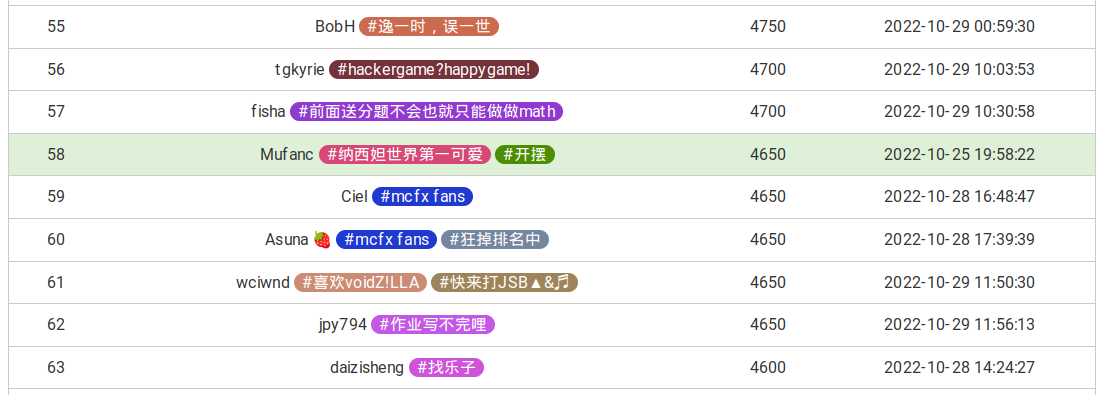 55 BobH #逸一时，误一世 4750 2022-10-29 00:59:30
56 tgkyrie #hackergame?happygame! 4700 2022-10-29 10:03:53
57 fisha #前面送分题不会也就只能做做math 4700 2022-10-29 10:30:58
58 Mufanc #纳西妲世界第一可爱 #开摆 4650 2022-10-25 19:58:22
59 Ciel #mcfx fans 4650 2022-10-28 16:48:47
60 Asuna 🍓 #mcfx fans #狂掉排名中 4650 2022-10-28 17:39:39
61 wciwnd #喜欢voidZ!LLA #快来打JSB▲&♬ 4650 2022-10-29 11:50:30
62 jpy794 #作业写不完哩 4650 2022-10-29 11:56:13
63 daizisheng #找乐子 4600 2022-10-28 14:24:27